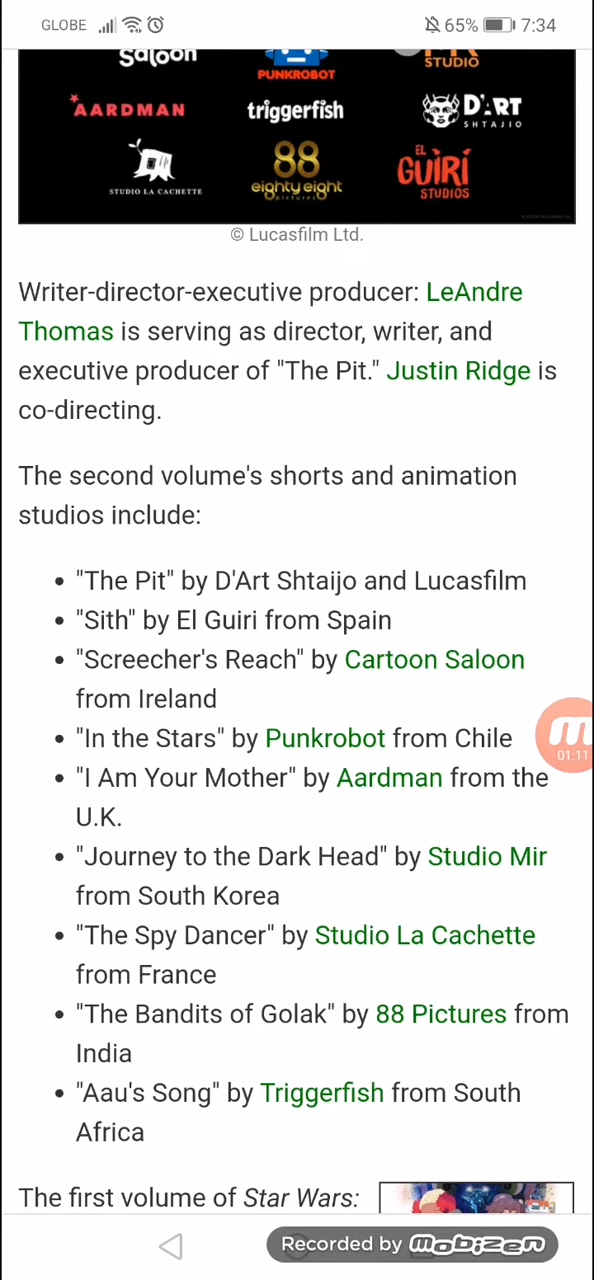 GLOBE 65% 7:34
Saloon
PUNKROBOT
STUDIO
AARDMAN
triggerfish
D'ART
SHTAJIO
STUDIO LA CACHETTE
88
eighty eight
pictures
EL
GUIRI
STUDIOS
© Lucasfilm Ltd.
Writer-director-executive producer: LeAndre
Thomas is serving as director, writer, and
executive producer of "The Pit." Justin Ridge is
co-directing.
The second volume's shorts and animation
studios include:
• "The Pit" by D'Art Shtaijo and Lucasfilm
• "Sith" by El Guiri from Spain
• "Screecher's Reach" by Cartoon Saloon
from Ireland
• "In the Stars" by Punkrobot from Chile
01:11
• "I Am Your Mother" by Aardman from the
U.K.
• "Journey to the Dark Head" by Studio Mir
from South Korea
• "The Spy Dancer" by Studio La Cachette
from France
• "The Bandits of Golak" by 88 Pictures from
India
• "Aau's Song" by Triggerfish from South
Africa
The first volume of Star Wars:
Recorded by mobizen